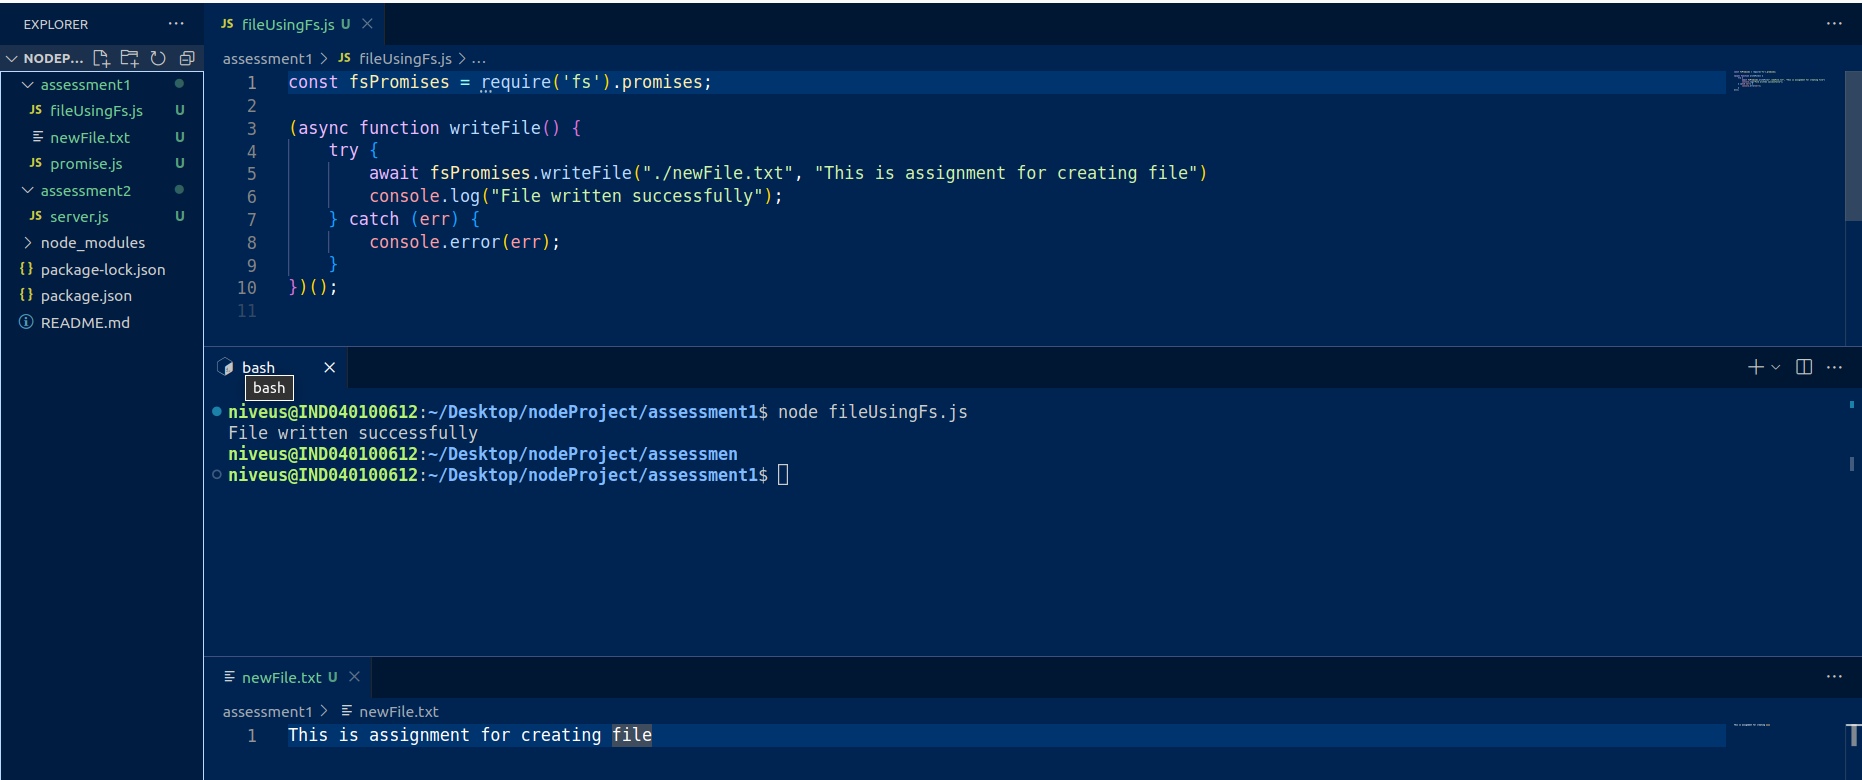 EXPLORER ...
NODEP...
assessment1
JS fileUsingFs.js U
newFile.txt U
JS promise.js U
assessment2
JS server.js U
node_modules
{} package-lock.json
{} package.json
README.md
JS fileUsingFs.js U
...
assessment1 > JS fileUsingFs.js > ...
1 const fsPromises = require('fs').promises;
2
3 (async function writeFile() {
4 try {
5 await fsPromises.writeFile("./newFile.txt", "This is assignment for creating file")
6 console.log("File written successfully");
7 } catch (err) {
8 console.error(err);
9 }
10 })();
11
bash
bash
niveus@IND040100612:~/Desktop/nodeProject/assessment1$ node fileUsingFs.js
File written successfully
niveus@IND040100612:~/Desktop/nodeProject/assessmen
niveus@IND040100612:~/Desktop/nodeProject/assessment1$
newFile.txt U
...
assessment1 > newFile.txt
1 This is assignment for creating file